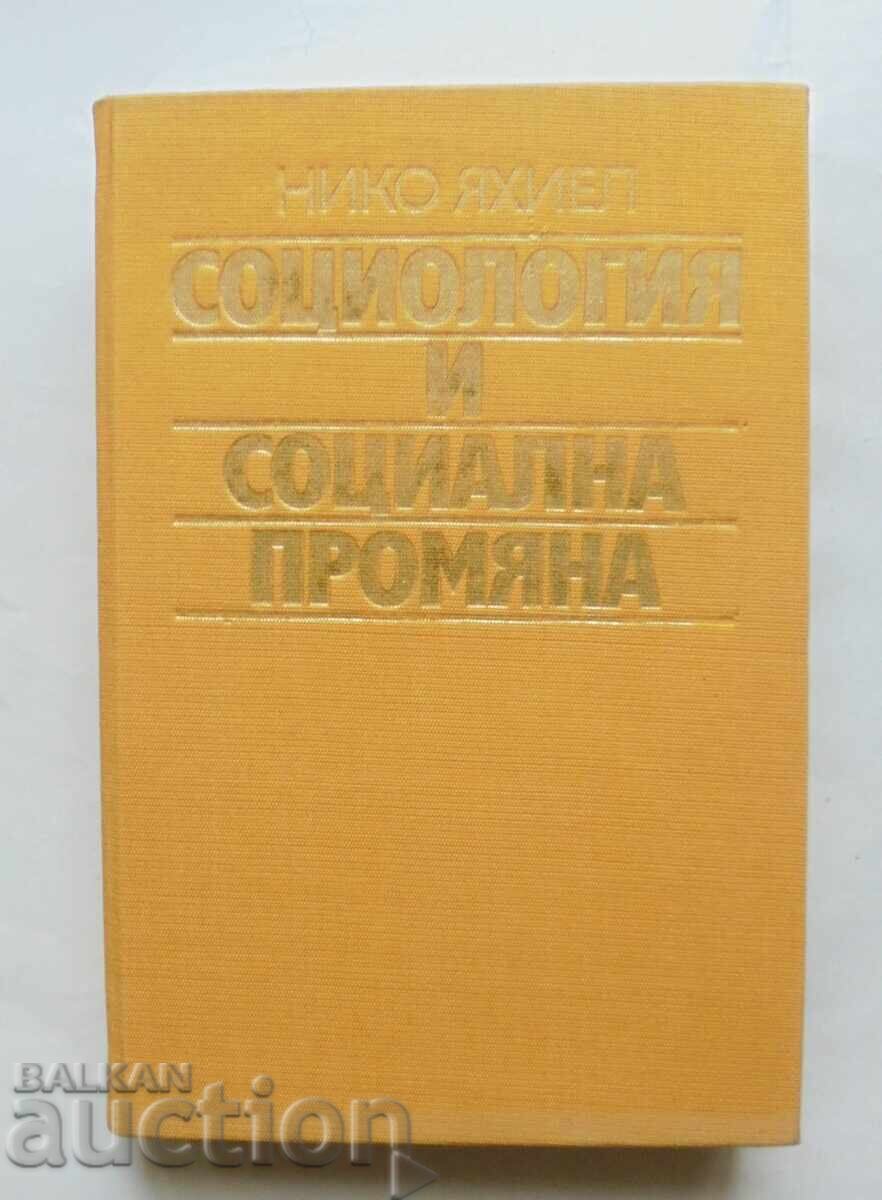 НИКО ЯХИЕЛ
СОЦИОЛОГИЯ
И
СОЦИАЛНА
ПРОМЯНА
BALKAN
auction